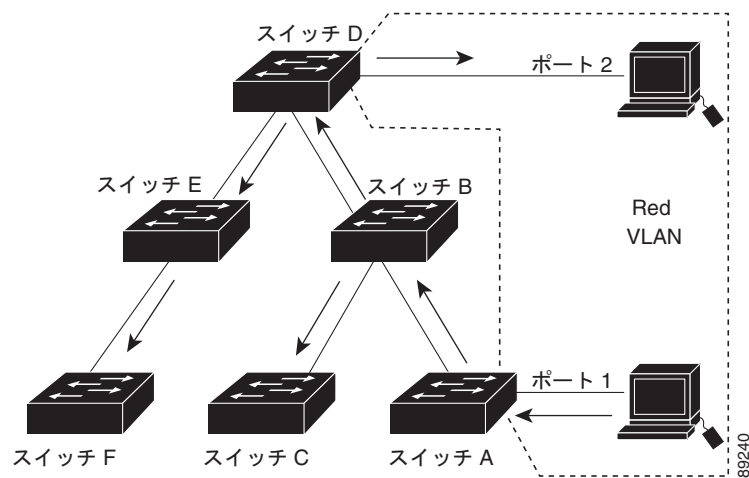 スイッチ D
ポート 2
スイッチ E
スイッチ B
Red
VLAN
ポート 1
スイッチ F
スイッチ C
スイッチ A
89240